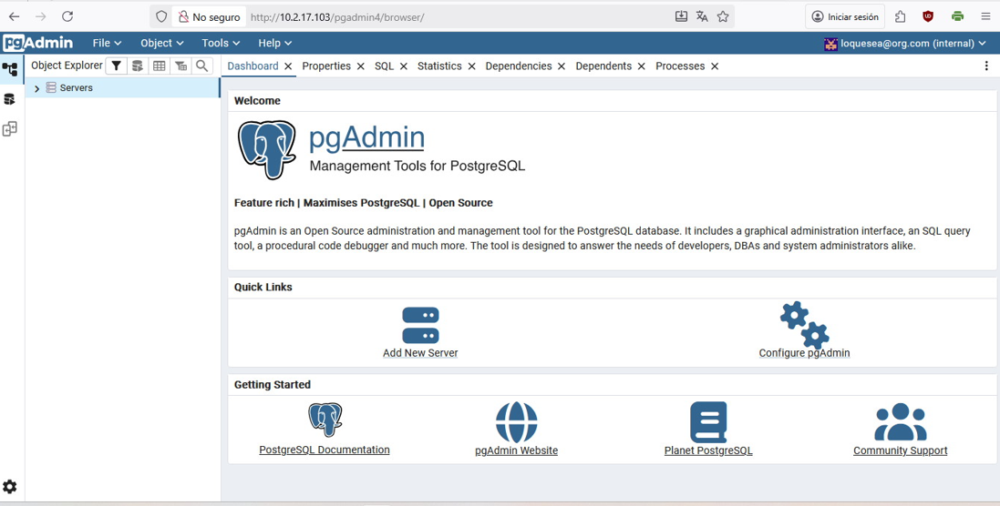 No seguro
http://10.2.17.103/pgadmin4/browser/
Iniciar sesión
pgAdmin
File
Object
Tools
Help
loquesea@org.com (internal)
Object Explorer
Dashboard
Properties
SQL
Statistics
Dependencies
Dependents
Processes
Servers
Welcome
pgAdmin
Management Tools for PostgreSQL
Feature rich | Maximises PostgreSQL | Open Source
pgAdmin is an Open Source administration and management tool for the PostgreSQL database. It includes a graphical administration interface, an SQL query
tool, a procedural code debugger and much more. The tool is designed to answer the needs of developers, DBAs and system administrators alike.
Quick Links
Add New Server
Configure pgAdmin
Getting Started
PostgreSQL Documentation
pgAdmin Website
Planet PostgreSQL
Community Support